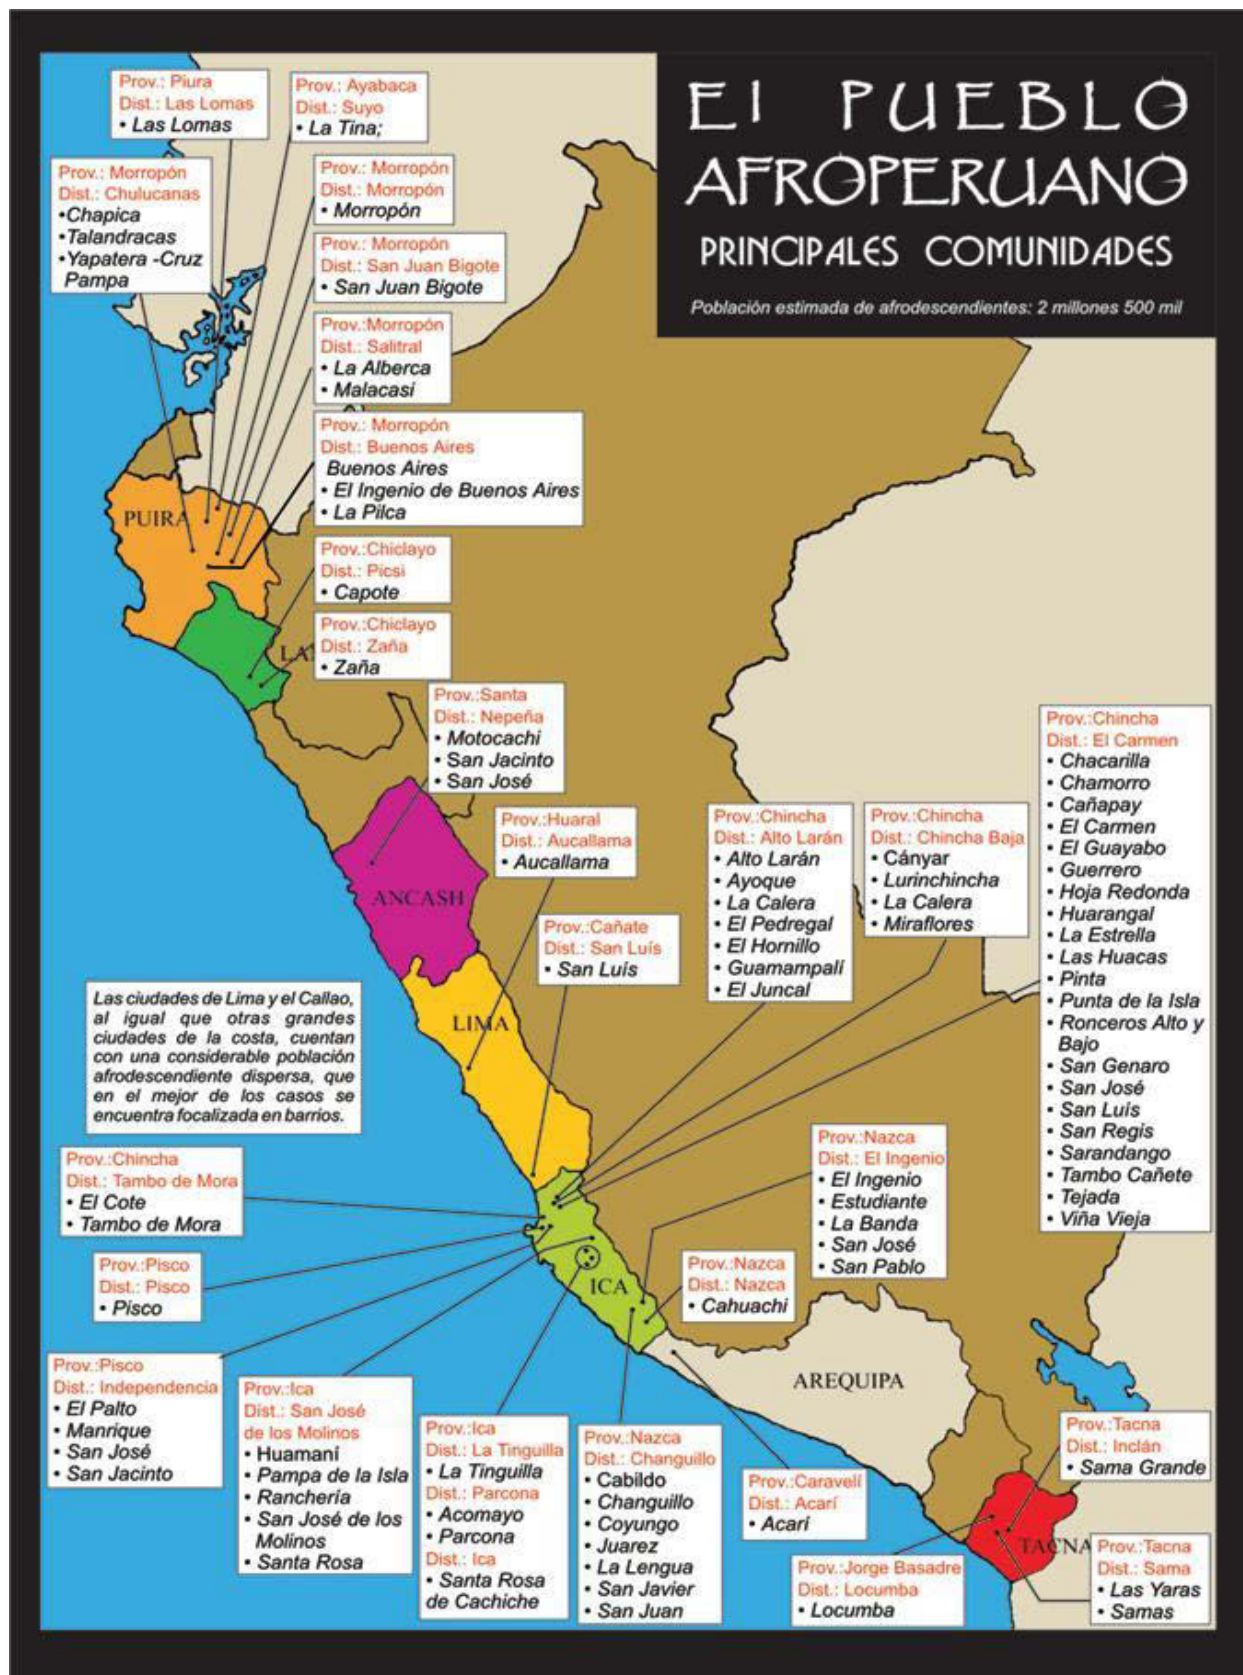 El PUEBLO
AFROPERUANO
PRINCIPALES COMUNIDADES
Población estimada de afrodescendientes: 2 millones 500 mil
Prov.: Piura
Dist.: Las Lomas
• Las Lomas
Prov.: Ayabaca
Dist.: Suyo
• La Tina;
Prov.: Morropón
Dist.: Chulucanas
•Chapica
•Talandracas
•Yapatera -Cruz
Pampa
Prov.: Morropón
Dist.: Morropón
• Morropón
Prov.: Morropón
Dist.: San Juan Bigote
• San Juan Bigote
Prov.:Morropón
Dist.: Salitral
• La Alberca
• Malacasí
Prov.: Morropón
Dist.: Buenos Aires
Buenos Aires
• El Ingenio de Buenos Aires
• La Pilca
PUIRA
Prov.:Chiclayo
Dist.: Picsi
• Capote
Prov.:Chiclayo
Dist.: Zaña
• Zaña
Prov.:Santa
Dist.: Nepeña
• Motocachi
• San Jacinto
• San José
ANCASH
Prov.:Huaral
Dist.: Aucallama
• Aucallama
Prov.:Cañate
Dist.: San Luís
• San Luís
LIMA
Prov.:Chincha
Dist.: Alto Larán
• Alto Larán
• Ayoque
• La Calera
• El Pedregal
• El Hornillo
• Guamampalí
• El Juncal
Prov.:Chincha
Dist.: Chincha Baja
• Cányar
• Lurinchincha
• La Calera
• Miraflores
Prov.:Chincha
Dist.: El Carmen
• Chacarilla
• Chamorro
• Cañapay
• El Carmen
• El Guayabo
• Guerrero
• Hoja Redonda
• Huarangal
• La Estrella
• Las Huacas
• Pinta
• Punta de la Isla
• Ronceros Alto y
Bajo
• San Genaro
• San José
• San Luis
• San Regis
• Sarandango
• Tambo Cañete
• Tejada
• Viña Vieja
Las ciudades de Lima y el Callao,
al igual que otras grandes
ciudades de la costa, cuentan
con una considerable población
afrodescendiente dispersa, que
en el mejor de los casos se
encuentra focalizada en barrios.
Prov.:Chincha
Dist.: Tambo de Mora
• El Cote
• Tambo de Mora
Prov.:Pisco
Dist.: Pisco
• Pisco
Prov.:Pisco
Dist.: Independencia
• El Palto
• Manrique
• San José
• San Jacinto
Prov.:Ica
Dist.: San José
de los Molinos
• Huamaní
• Pampa de la Isla
• Ranchería
• San José de los
Molinos
• Santa Rosa
Prov.:Ica
Dist.: La Tinguilla
• La Tinguilla
Dist.: Parcona
• Acomayo
• Parcona
Dist.: Ica
• Santa Rosa
de Cachiche
ICA
Prov.:Nazca
Dist.: El Ingenio
• El Ingenio
• Estudiante
• La Banda
• San José
• San Pablo
Prov.:Nazca
Dist.: Nazca
• Cahuachi
Prov.:Nazca
Dist.: Changuillo
• Cabildo
• Changuillo
• Coyungo
• Juarez
• La Lengua
• San Javier
• San Juan
AREQUIPA
Prov.:Caravelí
Dist.: Acarí
• Acarí
Prov.:Tacna
Dist.: Inclán
• Sama Grande
TACNA
Prov.:Jorge Basadre
Dist.: Locumba
• Locumba
Prov.:Tacna
Dist.: Sama
• Las Yaras
• Samas